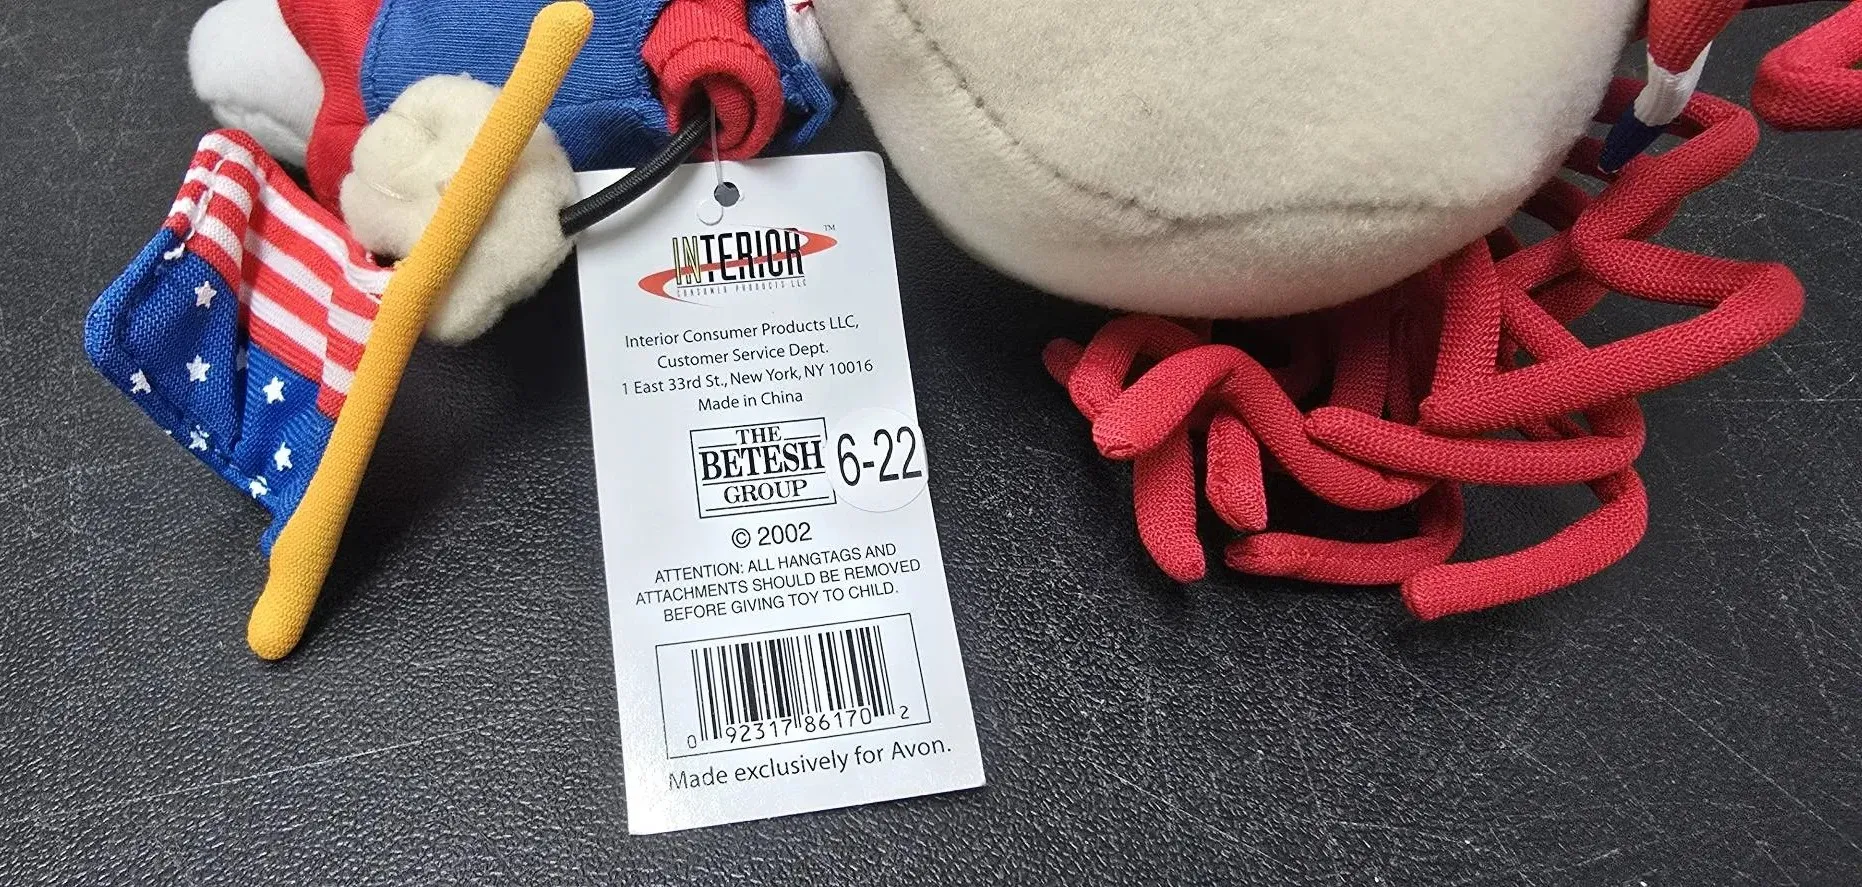 INTERIOR™
CONSUMER PRODUCTS LLC
Interior Consumer Products LLC,
Customer Service Dept.
1 East 33rd St., New York, NY 10016
Made in China
THE
BETESH
GROUP
6-22
© 2002
ATTENTION: ALL HANGTAGS AND
ATTACHMENTS SHOULD BE REMOVED
BEFORE GIVING TOY TO CHILD.
0 92317 86170 2
Made exclusively for Avon.